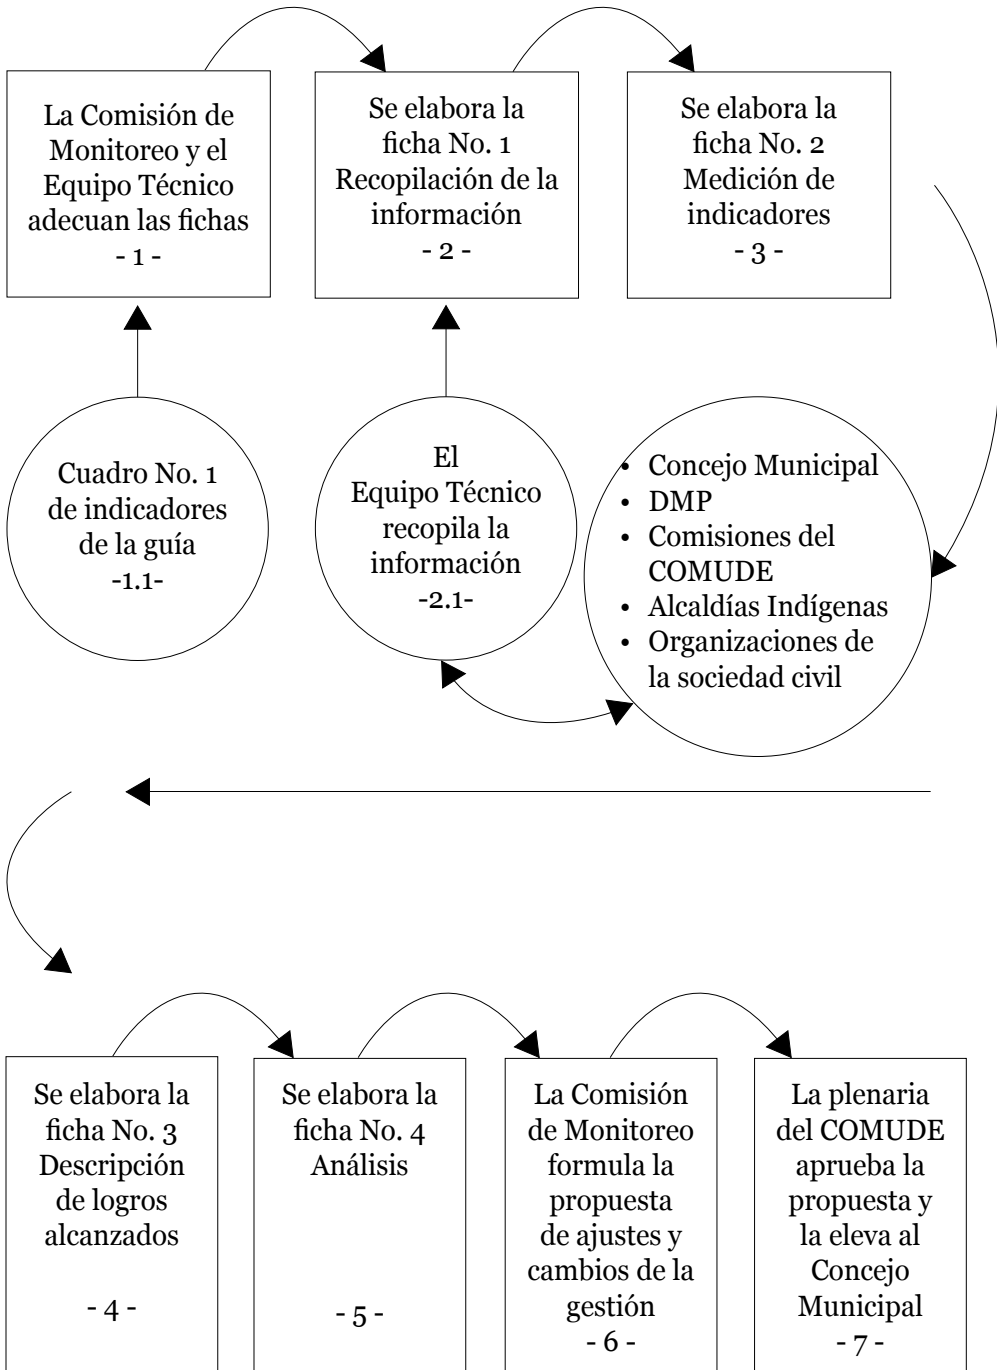 La Comisión de
Monitoreo y el
Equipo Técnico
adecuan las fichas
- 1 -
Se elabora la
ficha No. 1
Recopilación de la
información
- 2 -
Se elabora la
ficha No. 2
Medición de
indicadores
- 3 -
Cuadro No. 1
de indicadores
de la guía
-1.1-
El
Equipo Técnico
recopila la
información
-2.1-
• Concejo Municipal
• DMP
• Comisiones del
COMUDE
• Alcaldías Indígenas
• Organizaciones de
la sociedad civil
Se elabora la
ficha No. 3
Descripción
de logros
alcanzados
- 4 -
Se elabora la
ficha No. 4
Análisis
- 5 -
La Comisión
de Monitoreo
formula la
propuesta
de ajustes y
cambios de la
gestión
- 6 -
La plenaria
del COMUDE
aprueba la
propuesta y
la eleva al
Concejo
Municipal
- 7 -